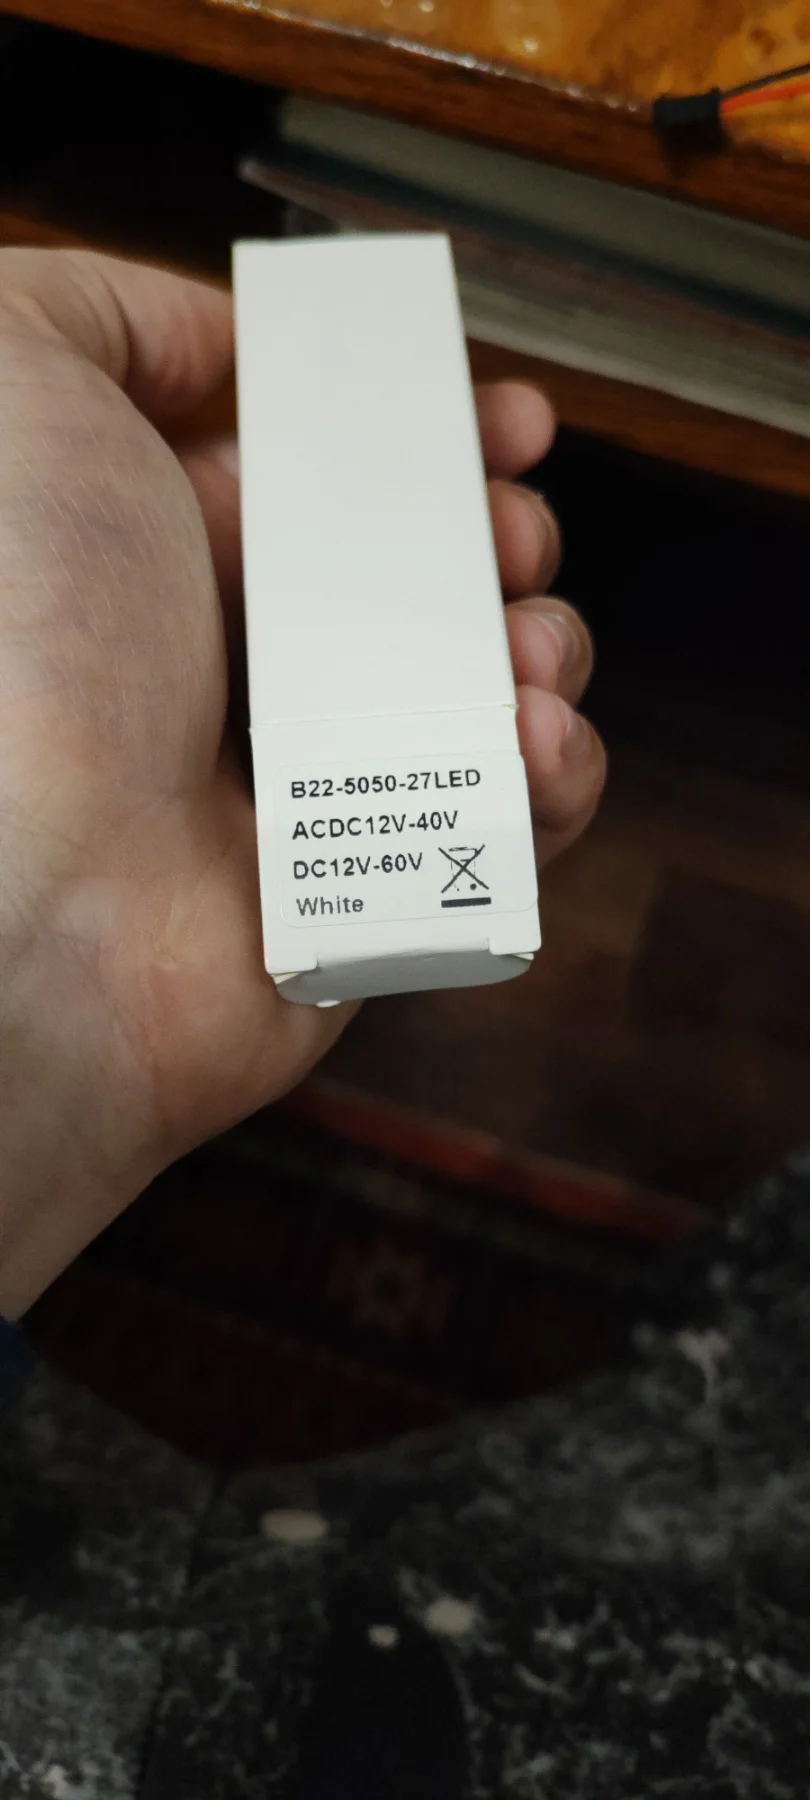 B22-5050-27LED
ACDC12V-40V
DC12V-60V
White